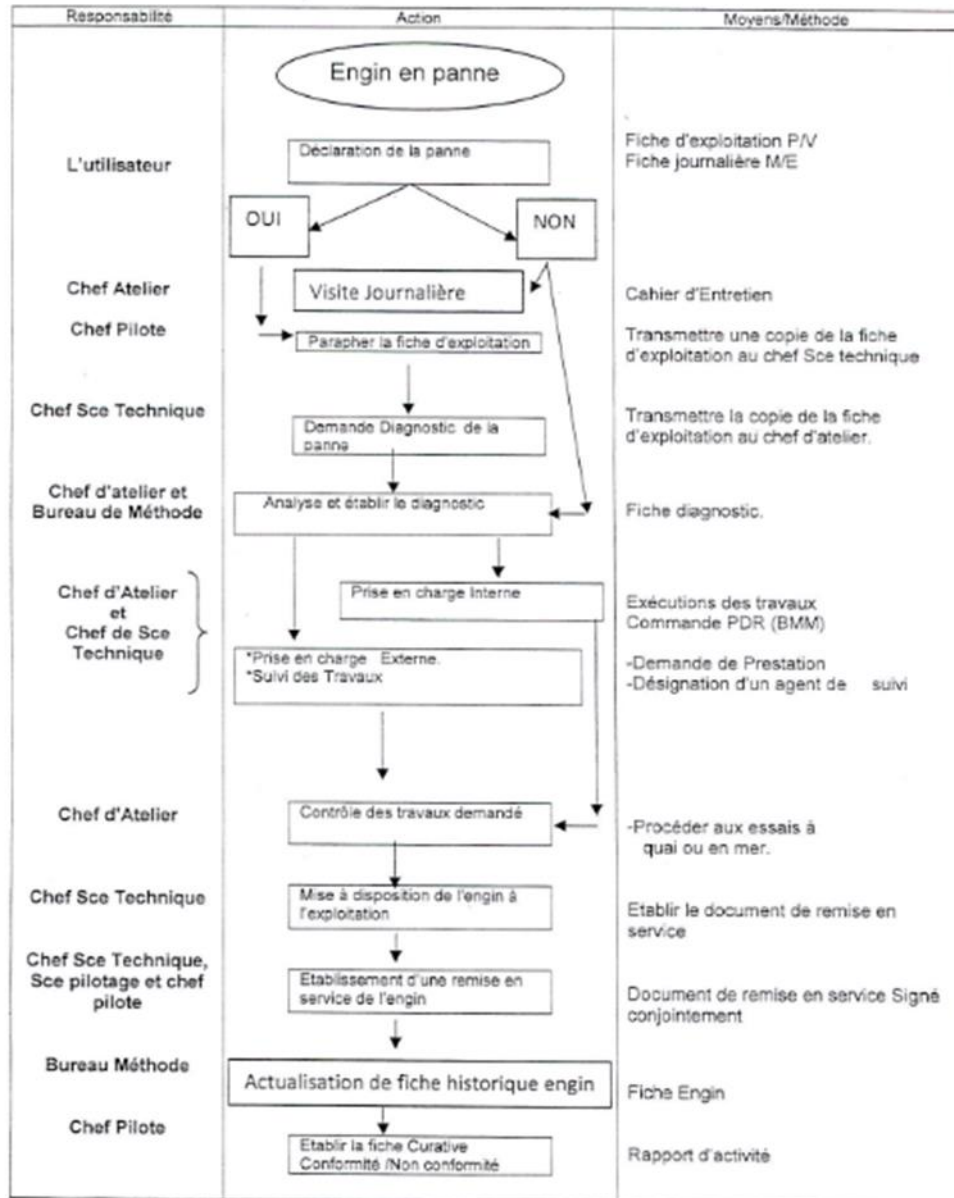 Responsabilité Action Moyens/Méthode
Engin en panne
L'utilisateur
Déclaration de la panne
Fiche d'exploitation P/V
Fiche journalière M/E
OUI
NON
Chef Atelier
Visite Journalière
Cahier d'Entretien
Chef Pilote
Parapher la fiche d'exploitation
Transmettre une copie de la fiche
d'exploitation au chef Sce technique
Chef Sce Technique
Demande Diagnostic de la
panne
Transmettre la copie de la fiche
d'exploitation au chef d'atelier.
Chef d'atelier et
Bureau de Méthode
Analyse et établir le diagnostic
Fiche diagnostic.
Chef d'Atelier
et
Chef de Sce
Technique
Prise en charge Interne
Exécutions des travaux
Commande PDR (BMM)
*Prise en charge Externe.
*Suivi des Travaux
-Demande de Prestation
-Désignation d'un agent de suivi
Chef d'Atelier
Contrôle des travaux demandé
-Procéder aux essais à
quai ou en mer.
Chef Sce Technique
Mise à disposition de l'engin à
l'exploitation
Etablir le document de remise en
service
Chef Sce Technique,
Sce pilotage et chef
pilote
Etablissement d'une remise en
service de l'engin
Document de remise en service Signé
conjointement
Bureau Méthode
Actualisation de fiche historique engin
Fiche Engin
Chef Pilote
Etablir la fiche Curative
Conformité /Non conformité
Rapport d'activité